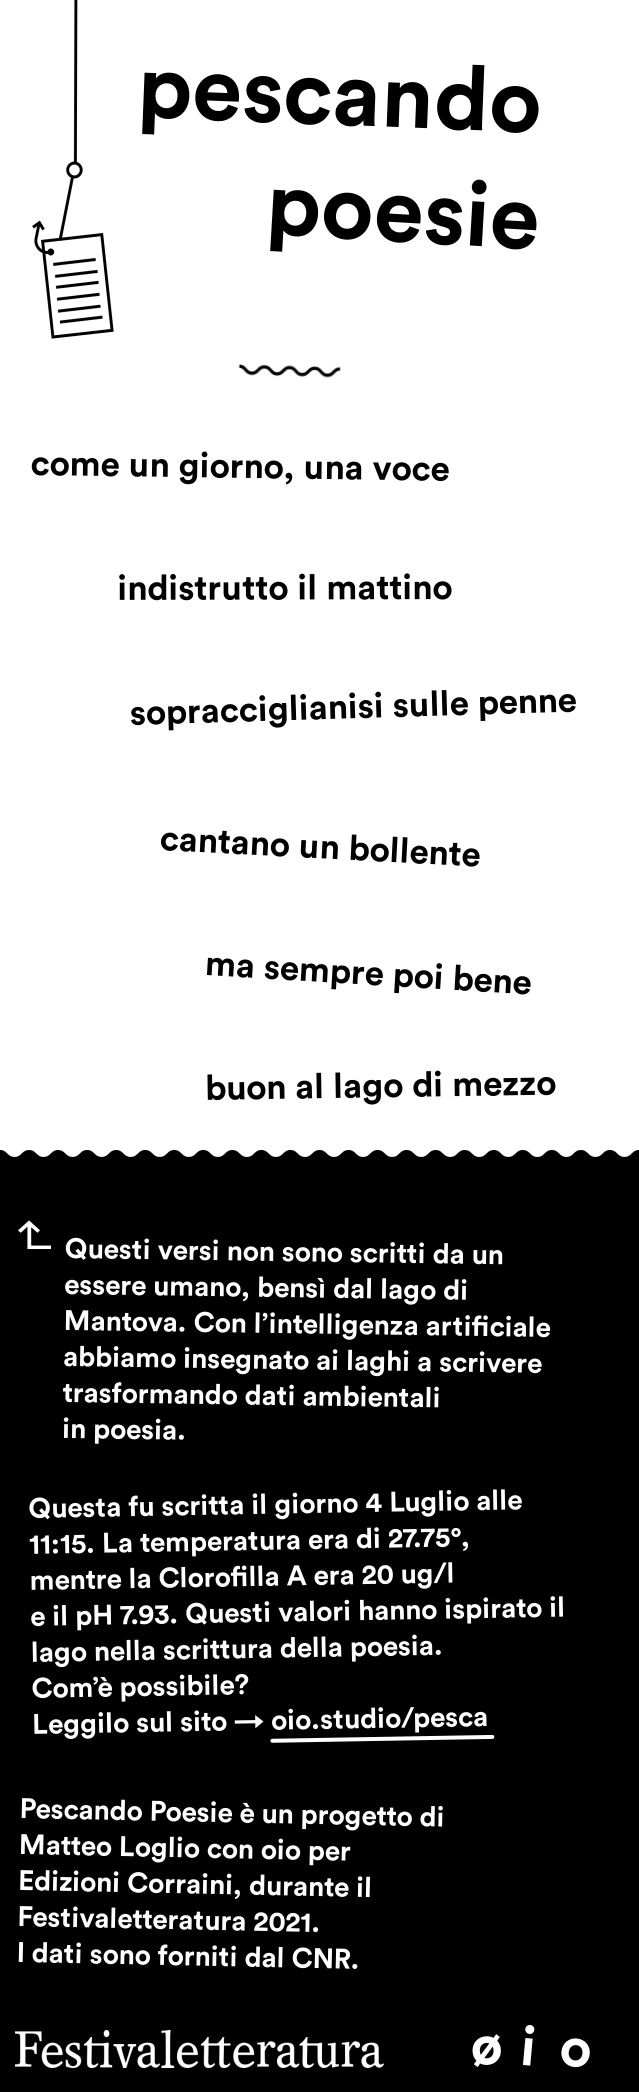 pescando
poesie
come un giorno, una voce
indistrutto il mattino
sopracciglianisi sulle penne
cantano un bollente
ma sempre poi bene
buon al lago di mezzo
Questi versi non sono scritti da un
essere umano, bensì dal lago di
Mantova. Con l’intelligenza artificiale
abbiamo insegnato ai laghi a scrivere
trasformando dati ambientali
in poesia.
Questa fu scritta il giorno 4 Luglio alle
11:15. La temperatura era di 27.75°,
mentre la Clorofilla A era 20 ug/l
e il pH 7.93. Questi valori hanno ispirato il
lago nella scrittura della poesia.
Com’è possibile?
Leggilo sul sito → oio.studio/pesca
Pescando Poesie è un progetto di
Matteo Loglio con oio per
Edizioni Corraini, durante il
Festivaletteratura 2021.
I dati sono forniti dal CNR.
Festivaletteratura ø i o